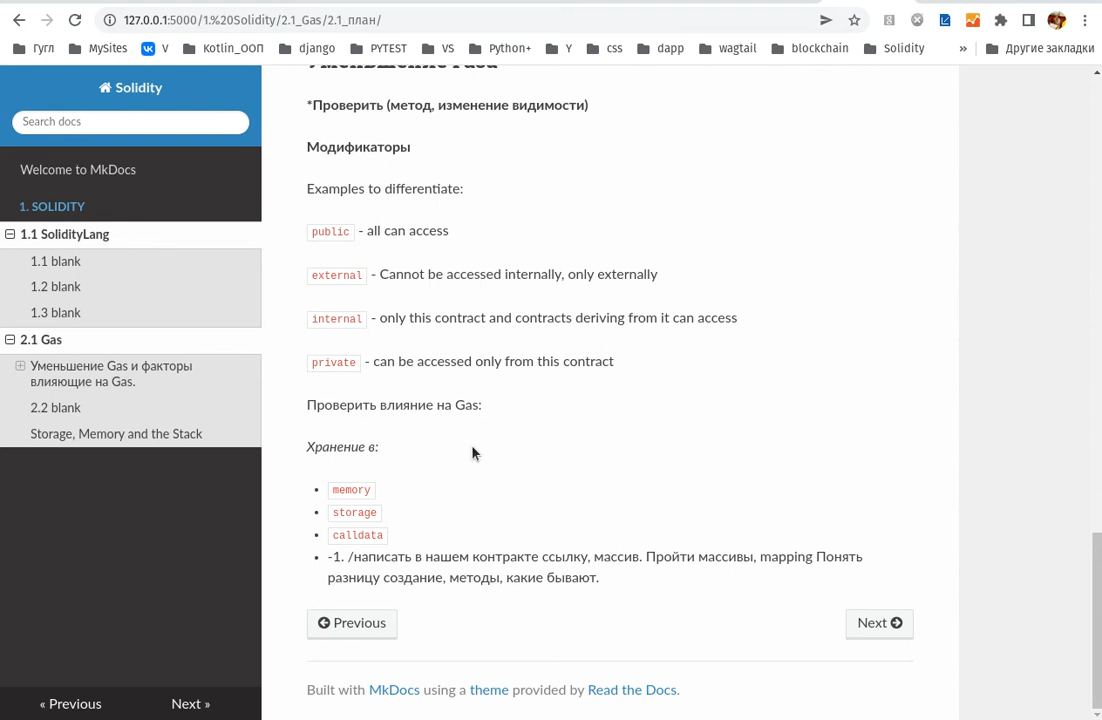 127.0.0.1:5000/1.%20Solidity/2.1_Gas/2.1_план/
Гугл MySites V Kotlin_ООП django PYTEST VS Python+ Y css dapp wagtail blockchain Solidity » Другие закладки
Solidity
Search docs
Welcome to MkDocs
1. SOLIDITY
1.1 SolidityLang
1.1 blank
1.2 blank
1.3 blank
2.1 Gas
Уменьшение Gas и факторы
влияющие на Gas.
2.2 blank
Storage, Memory and the Stack
« Previous Next »
*Проверить (метод, изменение видимости)
Модификаторы
Examples to differentiate:
public - all can access
external - Cannot be accessed internally, only externally
internal - only this contract and contracts deriving from it can access
private - can be accessed only from this contract
Проверить влияние на Gas:
Хранение в:
• memory
• storage
• calldata
• -1. /написать в нашем контракте ссылку, массив. Пройти массивы, mapping Понять
разницу создание, методы, какие бывают.
Previous Next
Built with MkDocs using a theme provided by Read the Docs.